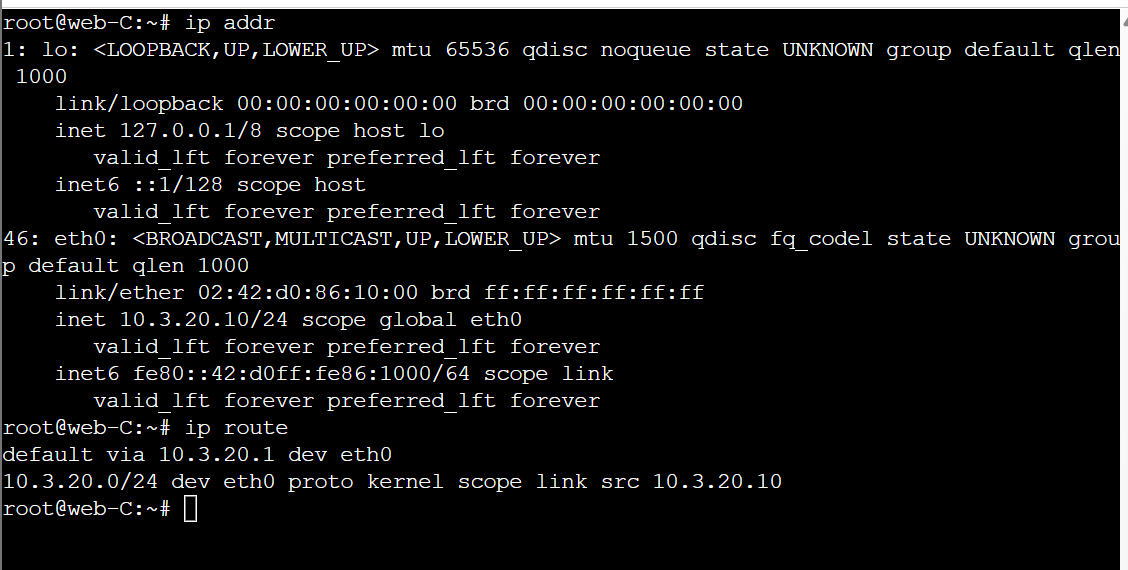 root@web-C:~# ip addr
1: lo: <LOOPBACK,UP,LOWER_UP> mtu 65536 qdisc noqueue state UNKNOWN group default qlen
 1000
    link/loopback 00:00:00:00:00:00 brd 00:00:00:00:00:00
    inet 127.0.0.1/8 scope host lo
       valid_lft forever preferred_lft forever
    inet6 ::1/128 scope host
       valid_lft forever preferred_lft forever
46: eth0: <BROADCAST,MULTICAST,UP,LOWER_UP> mtu 1500 qdisc fq_codel state UNKNOWN grou
p default qlen 1000
    link/ether 02:42:d0:86:10:00 brd ff:ff:ff:ff:ff:ff
    inet 10.3.20.10/24 scope global eth0
       valid_lft forever preferred_lft forever
    inet6 fe80::42:d0ff:fe86:1000/64 scope link
       valid_lft forever preferred_lft forever
root@web-C:~# ip route
default via 10.3.20.1 dev eth0
10.3.20.0/24 dev eth0 proto kernel scope link src 10.3.20.10
root@web-C:~#